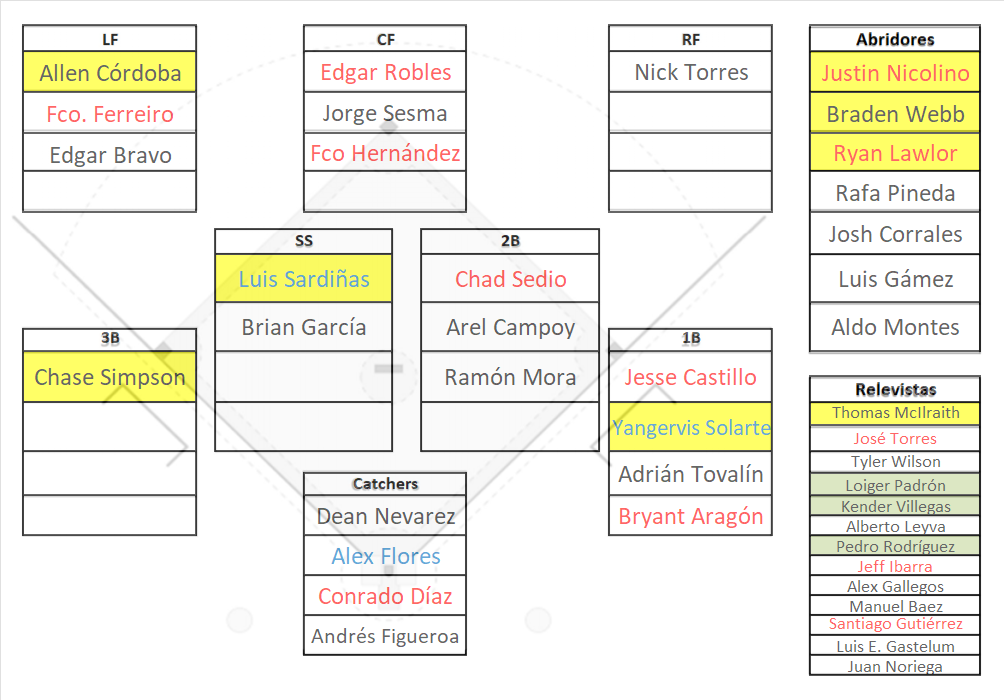 LF
Allen Córdoba
Fco. Ferreiro
Edgar Bravo
CF
Edgar Robles
Jorge Sesma
Fco Hernández
RF
Nick Torres
Abridores
Justin Nicolino
Braden Webb
Ryan Lawlor
Rafa Pineda
Josh Corrales
Luis Gámez
Aldo Montes
SS
Luis Sardiñas
Brian García
2B
Chad Sedio
Arel Campoy
Ramón Mora
3B
Chase Simpson
1B
Jesse Castillo
Yangervis Solarte
Adrián Tovalín
Bryant Aragón
Catchers
Dean Nevarez
Alex Flores
Conrado Díaz
Andrés Figueroa
Relevistas
Thomas McIlraith
José Torres
Tyler Wilson
Loiger Padrón
Kender Villegas
Alberto Leyva
Pedro Rodríguez
Jeff Ibarra
Alex Gallegos
Manuel Baez
Santiago Gutiérrez
Luis E. Gastelum
Juan Noriega